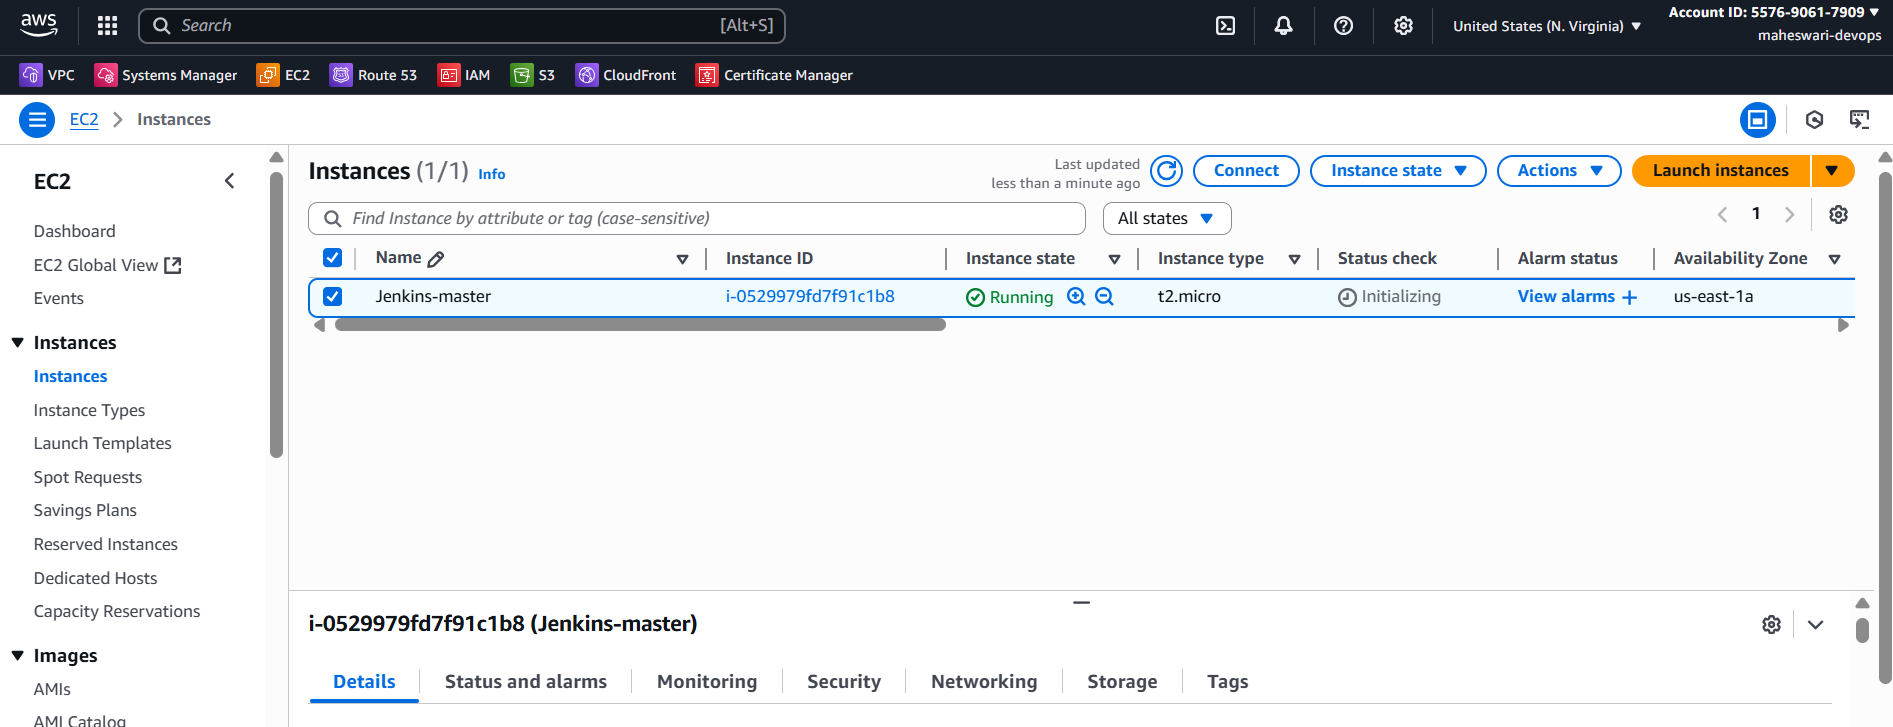 aws
Search [Alt+S]
United States (N. Virginia)
Account ID: 5576-9061-7909
maheswari-devops
VPC Systems Manager EC2 Route 53 IAM S3 CloudFront Certificate Manager
EC2 Instances
EC2
Dashboard
EC2 Global View
Events
Instances
Instances
Instance Types
Launch Templates
Spot Requests
Savings Plans
Reserved Instances
Dedicated Hosts
Capacity Reservations
Images
AMIs
AMI Catalog
Instances (1/1) Info
Last updated
less than a minute ago
Connect Instance state Actions Launch instances
Find Instance by attribute or tag (case-sensitive) All states 1
Name Instance ID Instance state Instance type Status check Alarm status Availability Zone
Jenkins-master i-0529979fd7f91c1b8 Running t2.micro Initializing View alarms + us-east-1a
i-0529979fd7f91c1b8 (Jenkins-master)
Details Status and alarms Monitoring Security Networking Storage Tags